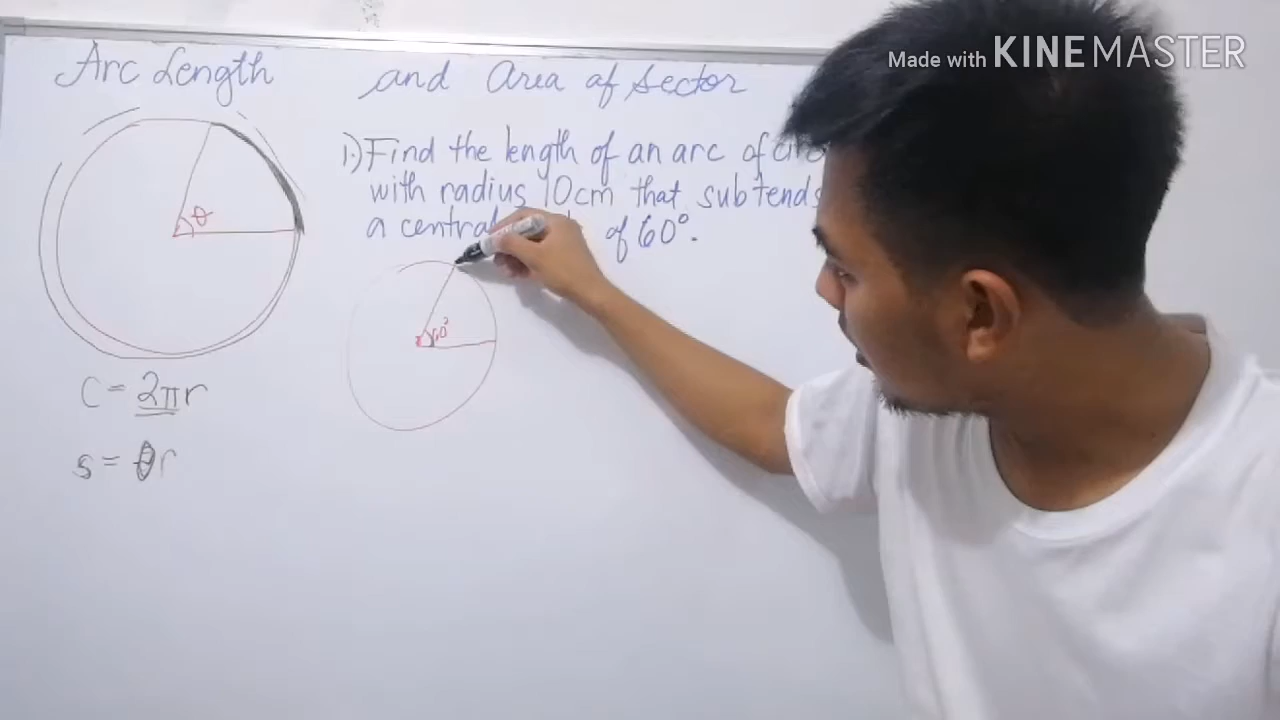 Made with KINEMASTER
Arc Length and Area of Sector
θ
C = 2πr
s = θr
1.) Find the length of an arc of
with radius 10cm that subtends
a central of 60°.
60°